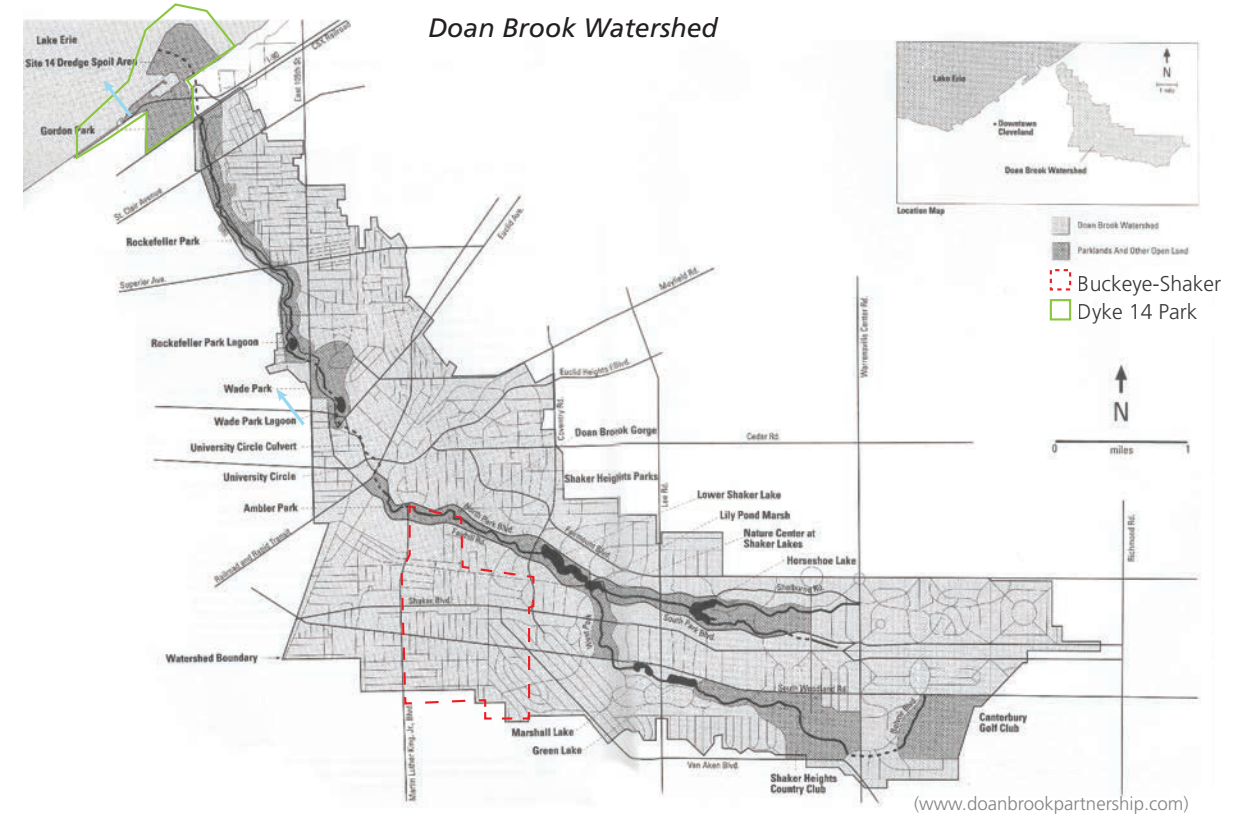 Doan Brook Watershed
Lake Erie
Site 14 Dredge Spoil Area
Gordon Park
CSX Railroad
I-90
East 105th St.
St. Clair Avenue
Rockefeller Park
Superior Ave.
Euclid Ave.
Rockefeller Park Lagoon
Wade Park
Wade Park Lagoon
University Circle Culvert
University Circle
Ambler Park
Railroad and Rapid Transit
Watershed Boundary
Mayfield Rd.
Euclid Heights Blvd.
Coventry Rd.
Doan Brook Gorge
Cedar Rd.
Shaker Heights Parks
Lee Rd.
Lower Shaker Lake
Lily Pond Marsh
Nature Center at
Shaker Lakes
Horseshoe Lake
North Park Blvd.
Fairhill Rd.
Fairmount Blvd.
Shelburne Rd.
Shaker Blvd.
West Park
South Park Blvd.
South Woodland Rd.
Warrensville Center Rd.
Richmond Rd.
Martin Luther King, Jr., Blvd.
Marshall Lake
Green Lake
Van Aken Blvd.
Shaker Heights
Country Club
Canterbury
Golf Club
Lake Erie
N
1 mile
Downtown
Cleveland
Doan Brook Watershed
Location Map
Doan Brook Watershed
Parklands And Other Open Land
Buckeye-Shaker
Dyke 14 Park
N
0 miles 1
(www.doanbrookpartnership.com)